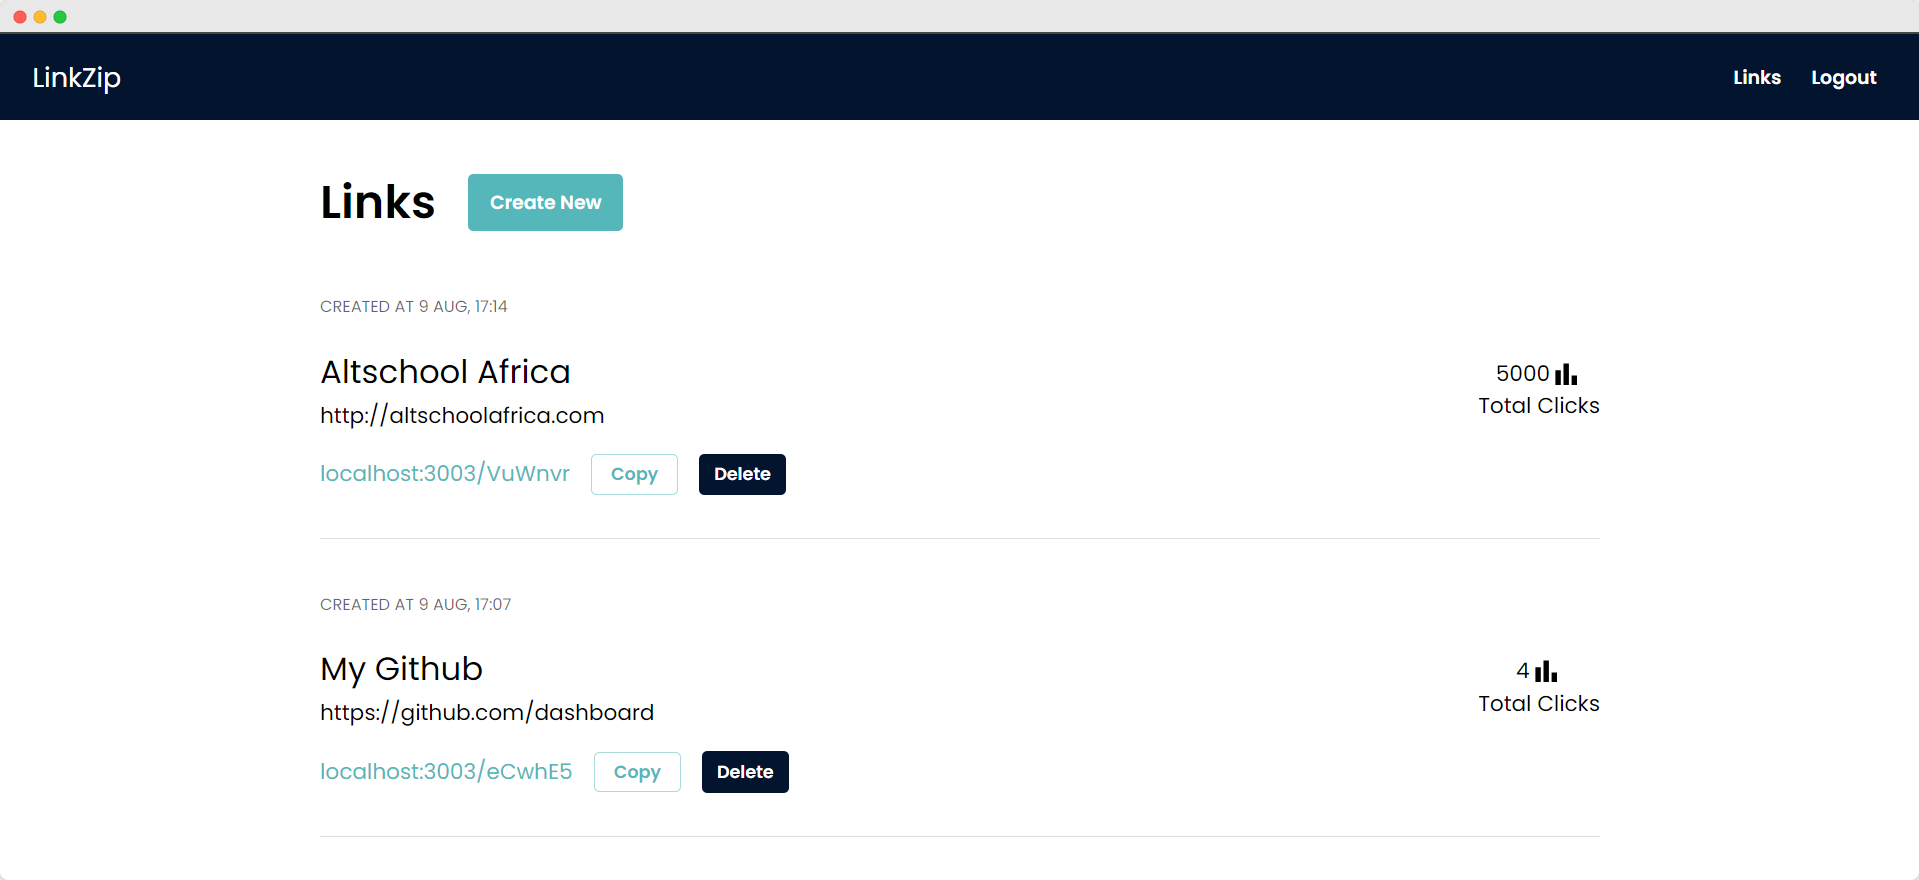 LinkZip
Links
Logout
Links
Create New
CREATED AT 9 AUG, 17:14
Altschool Africa
http://altschoolafrica.com
5000
Total Clicks
localhost:3003/VuWnvr
Copy
Delete
CREATED AT 9 AUG, 17:07
My Github
https://github.com/dashboard
4
Total Clicks
localhost:3003/eCwhE5
Copy
Delete